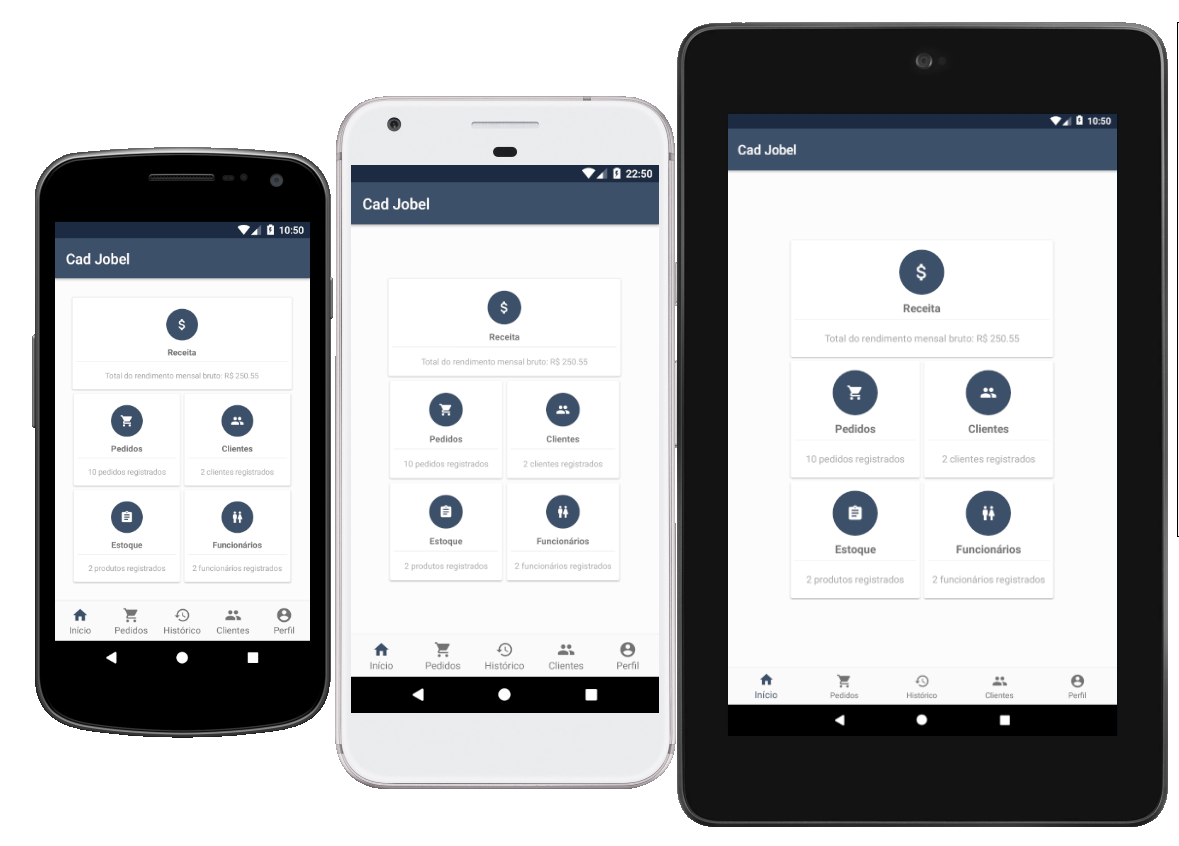 10:50
Cad Jobel
$
Receita
Total do rendimento mensal bruto: R$ 250.55
Pedidos Clientes
10 pedidos registrados 2 clientes registrados
Estoque Funcionários
2 produtos registrados 2 funcionários registrados
Início Pedidos Histórico Clientes Perfil
22:50
Cad Jobel
$
Receita
Total do rendimento mensal bruto: R$ 250.55
Pedidos Clientes
10 pedidos registrados 2 clientes registrados
Estoque Funcionários
2 produtos registrados 2 funcionários registrados
Início Pedidos Histórico Clientes Perfil
10:50
Cad Jobel
$
Receita
Total do rendimento mensal bruto: R$ 250.55
Pedidos Clientes
10 pedidos registrados 2 clientes registrados
Estoque Funcionários
2 produtos registrados 2 funcionários registrados
Início Pedidos Histórico Clientes Perfil